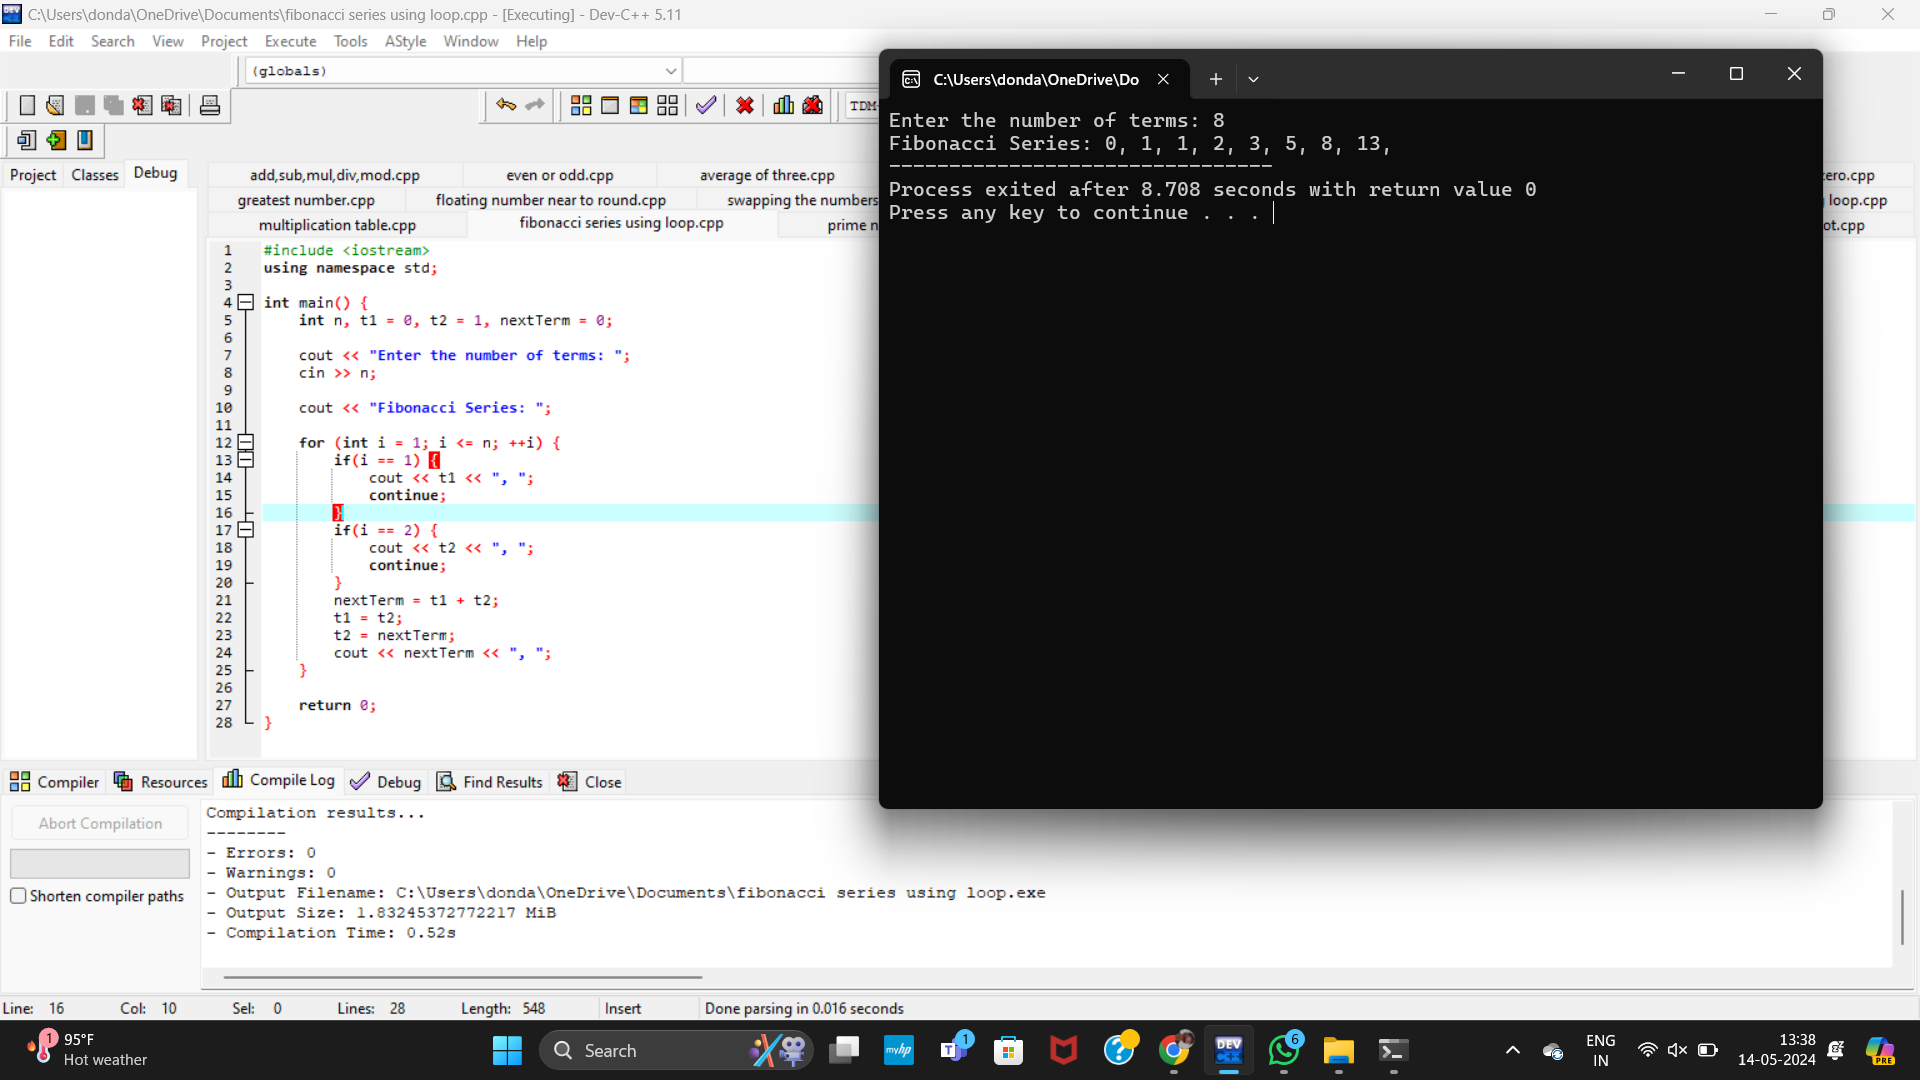 C:\Users\donda\OneDrive\Documents\fibonacci series using loop.cpp - [Executing] - Dev-C++ 5.11
File Edit Search View Project Execute Tools AStyle Window Help
(globals)
TDM-
Project Classes Debug
add,sub,mul,div,mod.cpp even or odd.cpp average of three.cpp zero.cpp
greatest number.cpp floating number near to round.cpp swapping the numbers loop.cpp
multiplication table.cpp fibonacci series using loop.cpp prime n ot.cpp
1 #include <iostream>
2 using namespace std;
3
4 int main() {
5 int n, t1 = 0, t2 = 1, nextTerm = 0;
6
7 cout << "Enter the number of terms: ";
8 cin >> n;
9
10 cout << "Fibonacci Series: ";
11
12 for (int i = 1; i <= n; ++i) {
13 if(i == 1) {
14 cout << t1 << ", ";
15 continue;
16 }
17 if(i == 2) {
18 cout << t2 << ", ";
19 continue;
20 }
21 nextTerm = t1 + t2;
22 t1 = t2;
23 t2 = nextTerm;
24 cout << nextTerm << ", ";
25 }
26
27 return 0;
28 }
C:\Users\donda\OneDrive\Do
Enter the number of terms: 8
Fibonacci Series: 0, 1, 1, 2, 3, 5, 8, 13,
--------------------------------
Process exited after 8.708 seconds with return value 0
Press any key to continue . . .
Compiler Resources Compile Log Debug Find Results Close
Abort Compilation
Shorten compiler paths
Compilation results...
--------
- Errors: 0
- Warnings: 0
- Output Filename: C:\Users\donda\OneDrive\Documents\fibonacci series using loop.exe
- Output Size: 1.83245372772217 MiB
- Compilation Time: 0.52s
Line: 16 Col: 10 Sel: 0 Lines: 28 Length: 548 Insert Done parsing in 0.016 seconds
1
95°F
Hot weather
Search
myhp
1
DEV C++
6
ENG
IN
13:38
14-05-2024
PRE